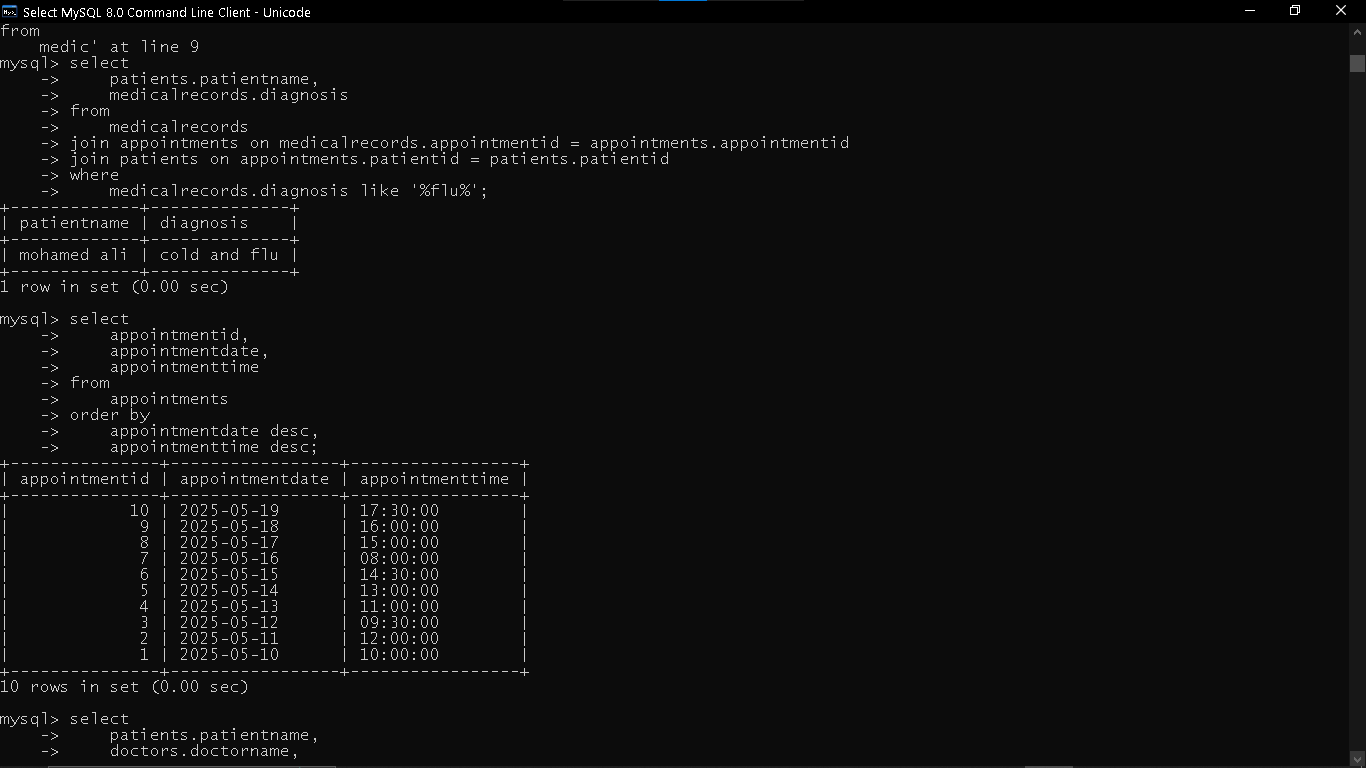 Select MySQL 8.0 Command Line Client - Unicode
from
    medic' at line 9
mysql> select
    ->     patients.patientname,
    ->     medicalrecords.diagnosis
    -> from
    ->     medicalrecords
    -> join appointments on medicalrecords.appointmentid = appointments.appointmentid
    -> join patients on appointments.patientid = patients.patientid
    -> where
    ->     medicalrecords.diagnosis like '%flu%';
+-------------+--------------+
| patientname | diagnosis    |
+-------------+--------------+
| mohamed ali | cold and flu |
+-------------+--------------+
1 row in set (0.00 sec)

mysql> select
    ->     appointmentid,
    ->     appointmentdate,
    ->     appointmenttime
    -> from
    ->     appointments
    -> order by
    ->     appointmentdate desc,
    ->     appointmenttime desc;
+---------------+-----------------+-----------------+
| appointmentid | appointmentdate | appointmenttime |
+---------------+-----------------+-----------------+
|            10 | 2025-05-19      | 17:30:00        |
|             9 | 2025-05-18      | 16:00:00        |
|             8 | 2025-05-17      | 15:00:00        |
|             7 | 2025-05-16      | 08:00:00        |
|             6 | 2025-05-15      | 14:30:00        |
|             5 | 2025-05-14      | 13:00:00        |
|             4 | 2025-05-13      | 11:00:00        |
|             3 | 2025-05-12      | 09:30:00        |
|             2 | 2025-05-11      | 12:00:00        |
|             1 | 2025-05-10      | 10:00:00        |
+---------------+-----------------+-----------------+
10 rows in set (0.00 sec)

mysql> select
    ->     patients.patientname,
    ->     doctors.doctorname,